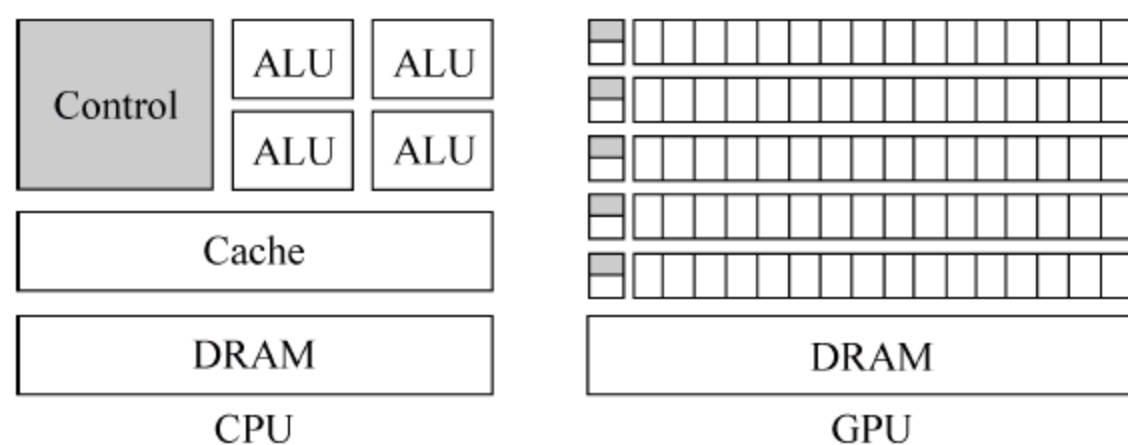 Control
ALU ALU
ALU ALU
Cache
DRAM
CPU
DRAM
GPU